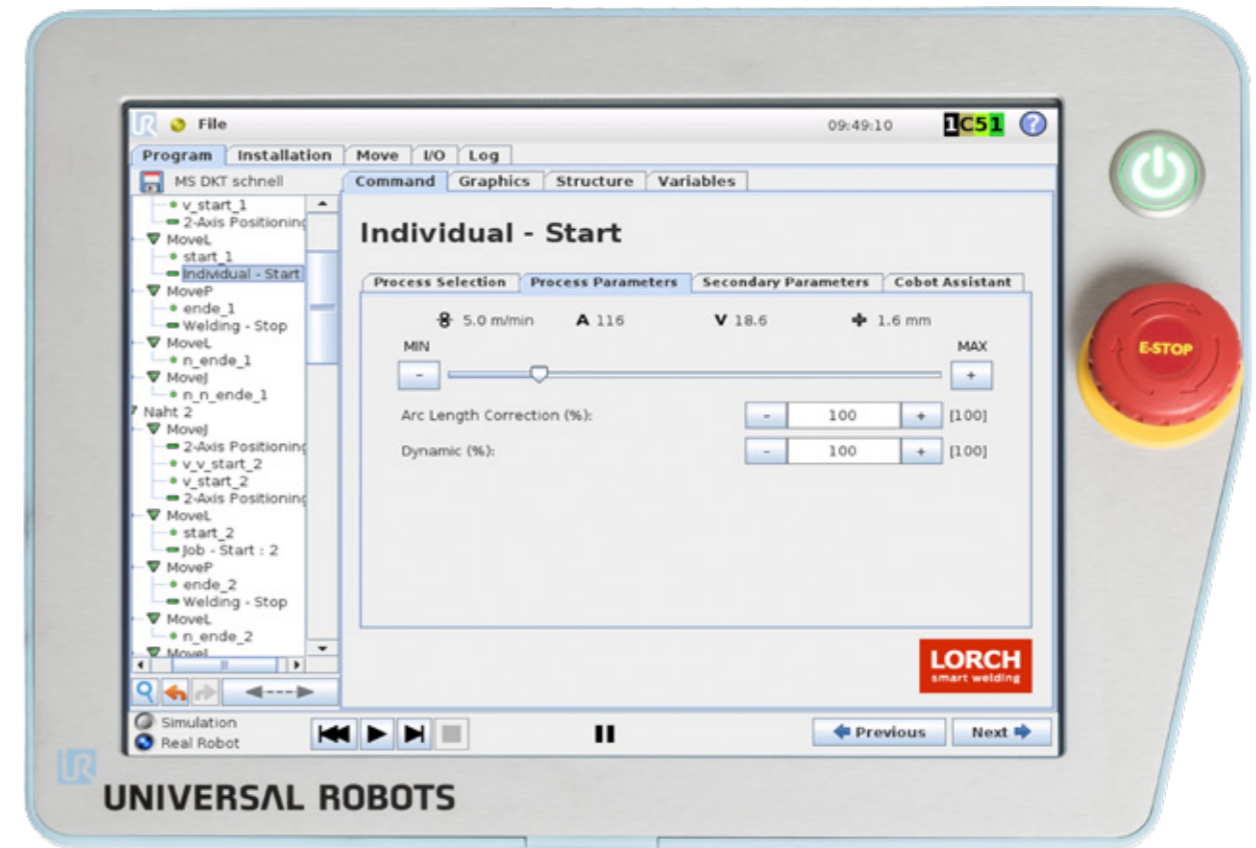 File
09:49:10
1C51
?
Program Installation Move I/O Log
MS DKT schnell
Command Graphics Structure Variables
v_start_1
2-Axis Positioning
MoveL
start_1
Individual - Start
MoveP
ende_1
Welding - Stop
MoveL
n_ende_1
MoveJ
n_n_ende_1
Naht 2
MoveJ
2-Axis Positioning
v_v_start_2
v_start_2
2-Axis Positioning
MoveL
start_2
Job - Start : 2
MoveP
ende_2
Welding - Stop
MoveL
n_ende_2
MoveL
Individual - Start
Process Selection Process Parameters Secondary Parameters Cobot Assistant
5.0 m/min A 116 V 18.6 1.6 mm
MIN MAX
- +
Arc Length Correction (%): - 100 + [100]
Dynamic (%): - 100 + [100]
LORCH
smart welding
Simulation
Real Robot
Previous Next
E-STOP
UR
UNIVERSAL ROBOTS